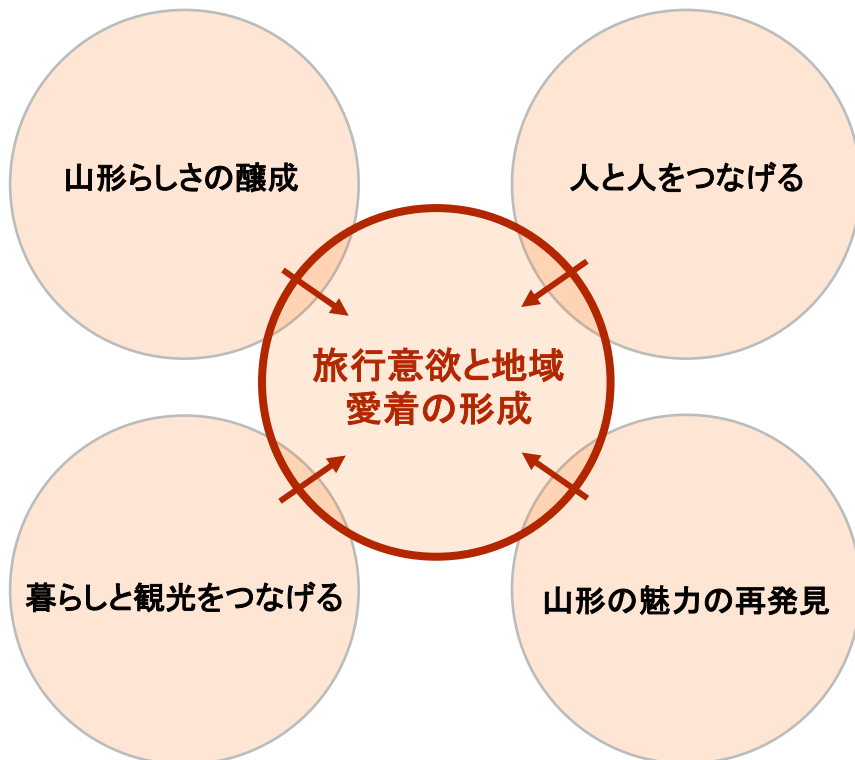 山形らしさの醸成
人と人をつなげる
旅行意欲と地域
愛着の形成
暮らしと観光をつなげる
山形の魅力の再発見